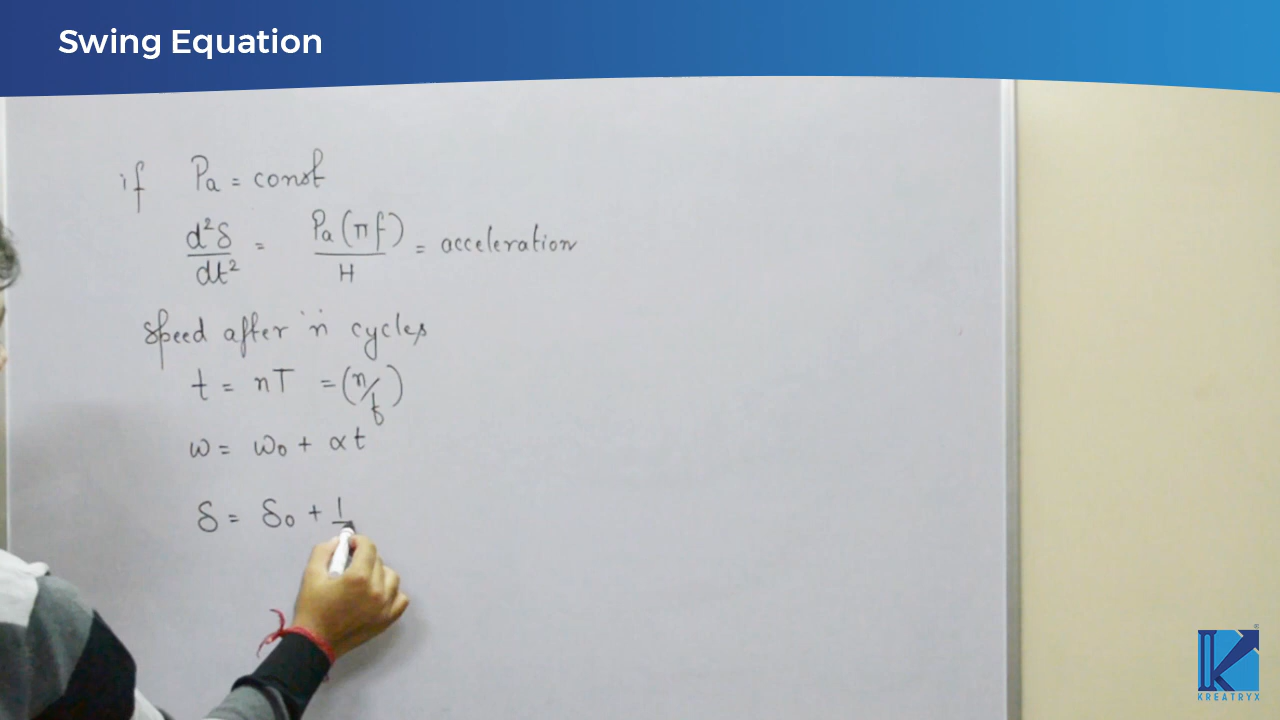 Swing Equation
if Pa = const
d²δ/dt² = Pa(πf)/H = acceleration
Speed after 'n' cycles
t = nT = (n/f)
ω = ω₀ + αt
δ = δ₀ + 1
KREATRYX